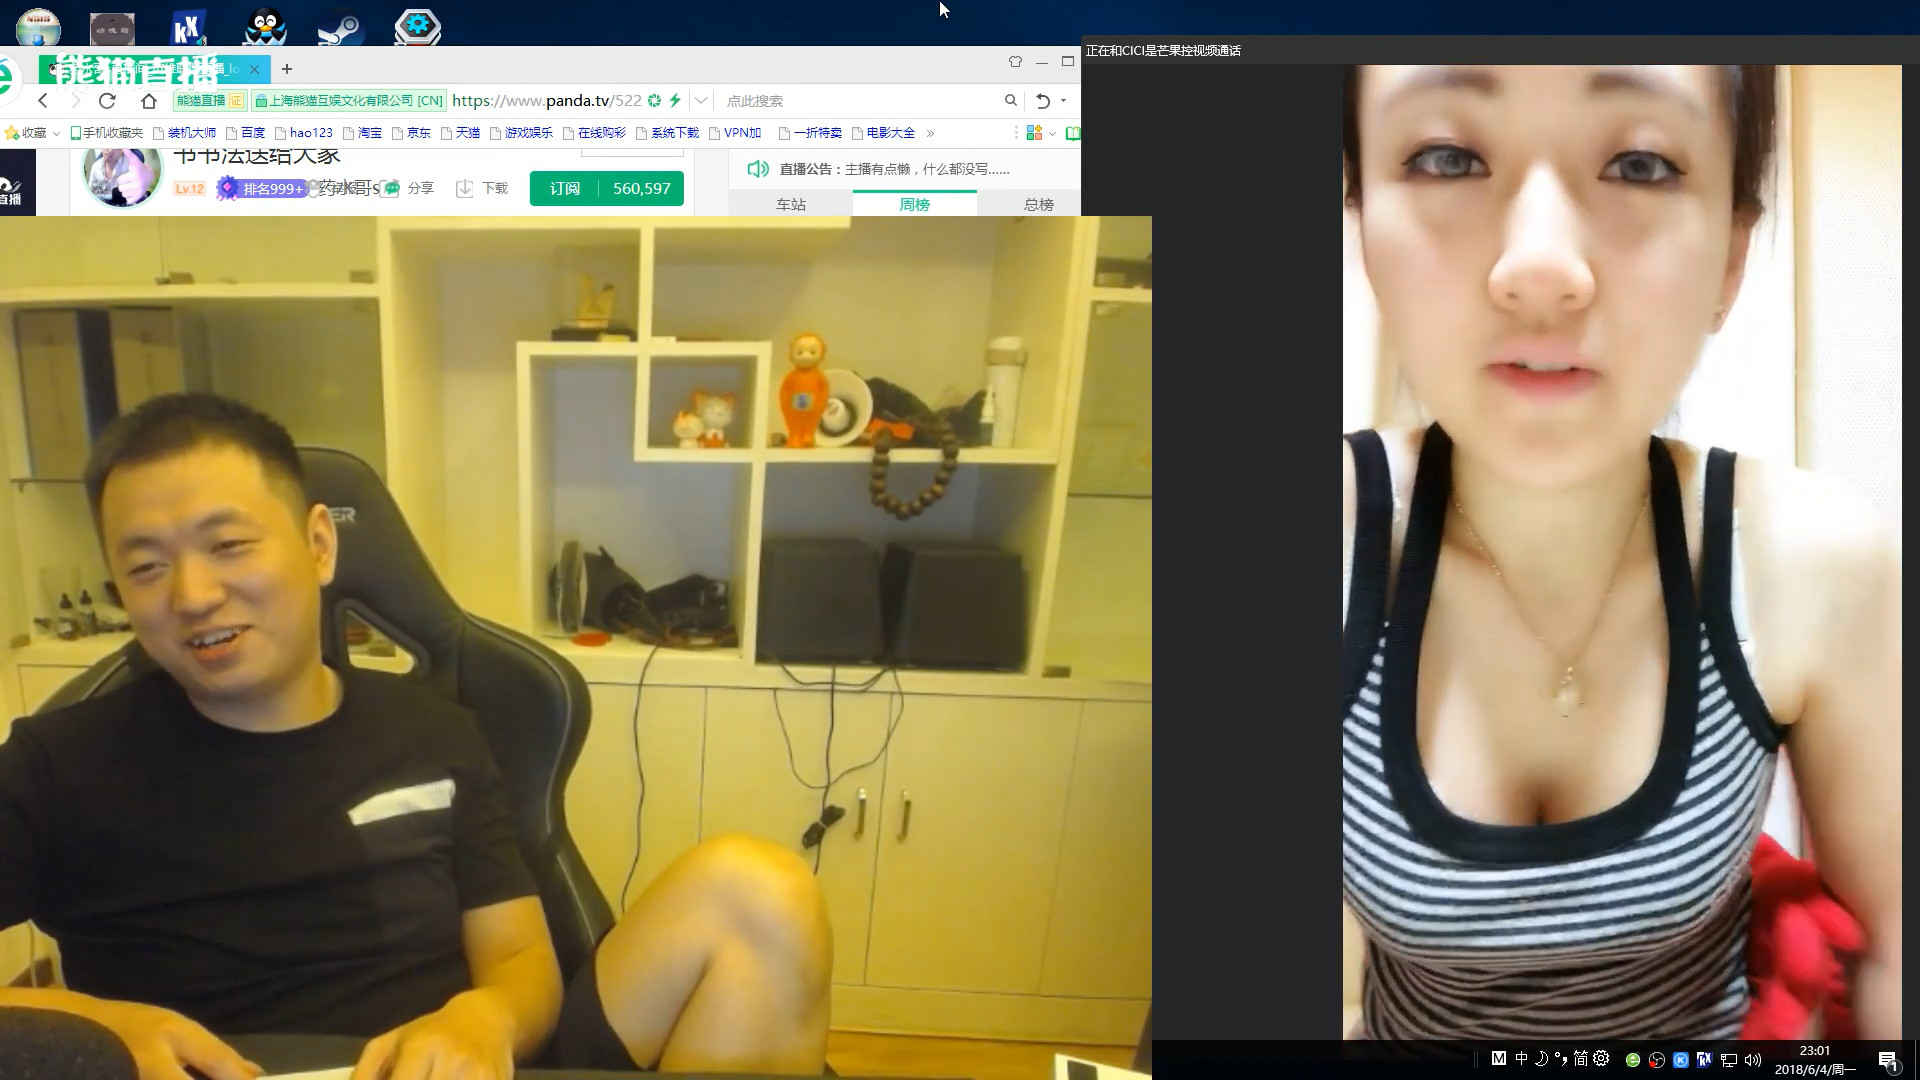 正在和CICI是芒果控视频通话
熊猫直播
熊猫直播 证 上海熊猫互娱文化有限公司 [CN] https://www.panda.tv/522 点此搜索
收藏 手机收藏夹 装机大师 百度 hao123 淘宝 京东 天猫 游戏娱乐 在线购彩 系统下载 VPN加 一折特卖 电影大全 »
书书法送给大家
直播公告：主播有点懒，什么都没写......
Lv.12 排名999+ 分享 下载 订阅 560,597
直播
车站 周榜 总榜
M 中 简
23:01
2018/6/4/周一
1